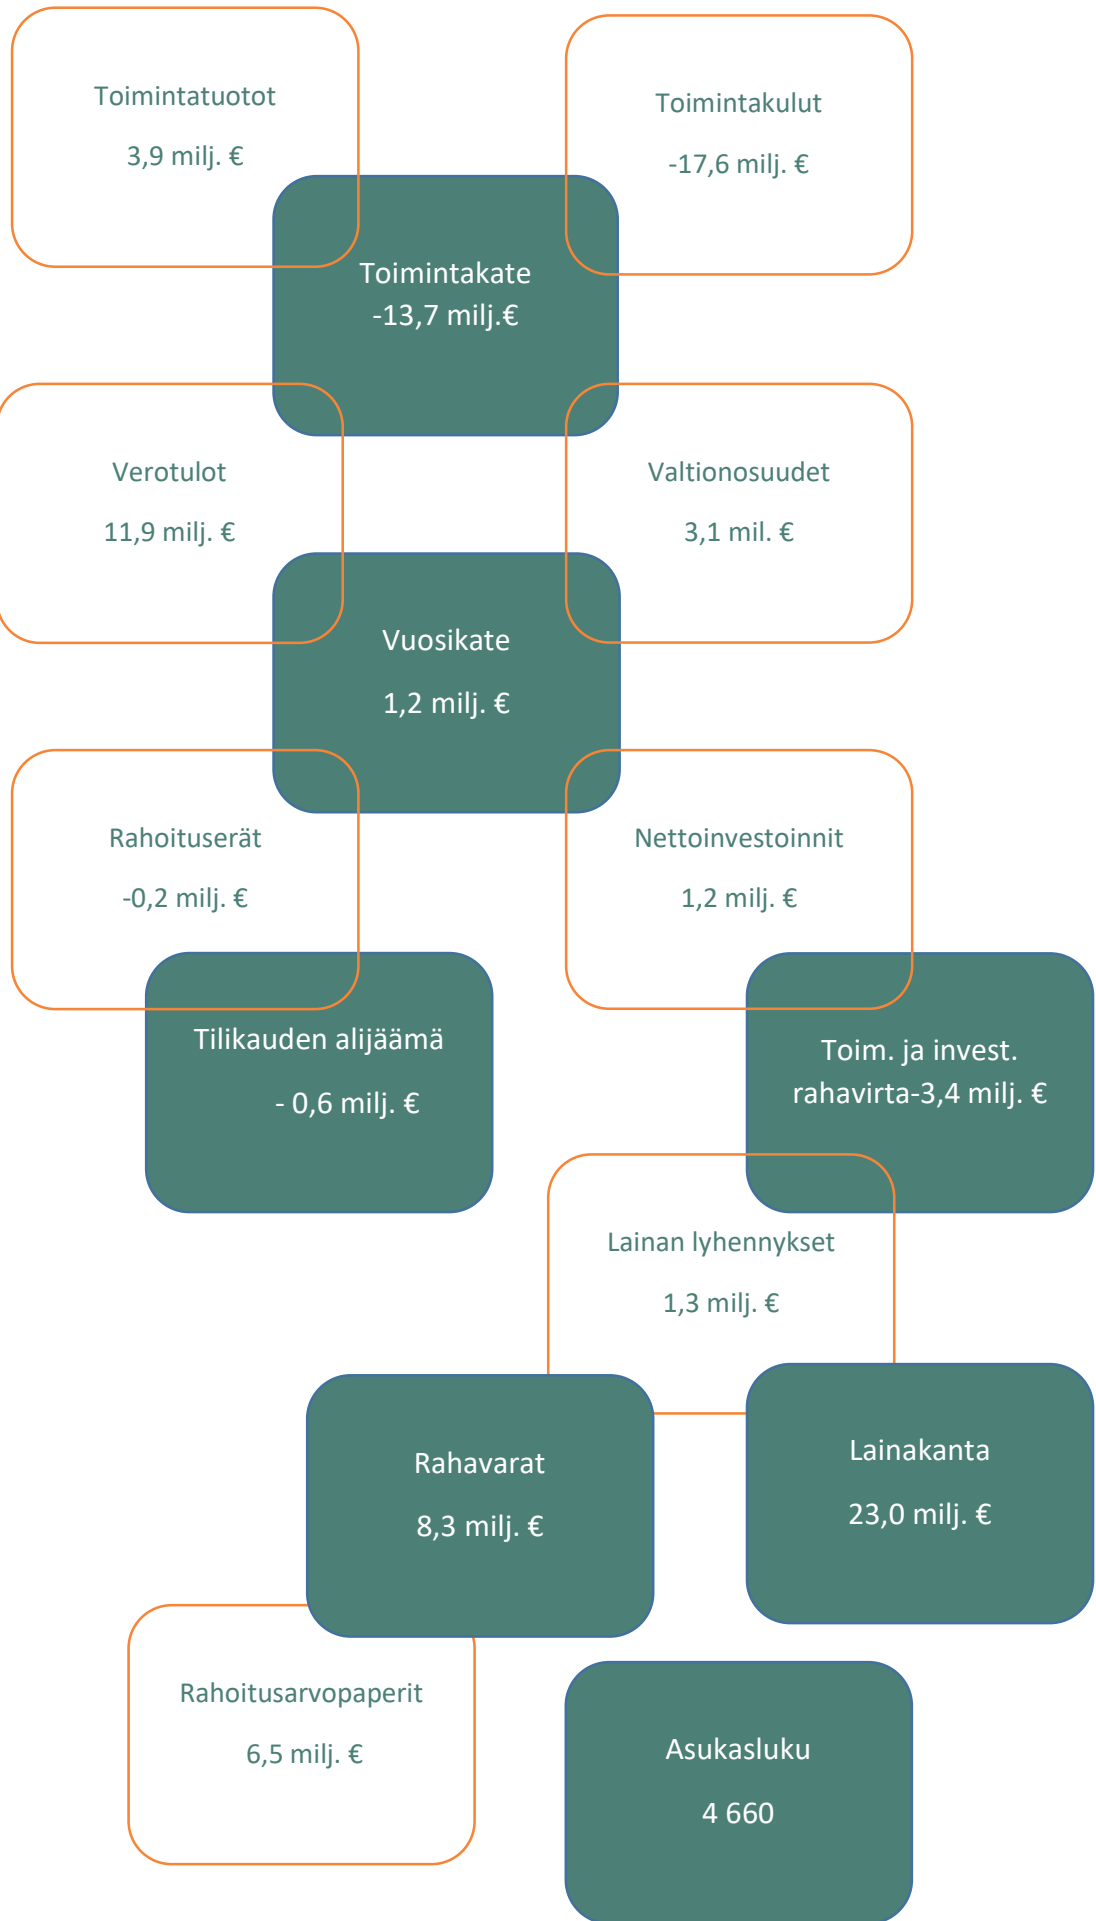 Toimintatuotot
3,9 milj. €
Toimintakulut
-17,6 milj. €
Toimintakate
-13,7 milj.€
Verotulot
11,9 milj. €
Valtionosuudet
3,1 mil. €
Vuosikate
1,2 milj. €
Rahoituserät
-0,2 milj. €
Nettoinvestoinnit
1,2 milj. €
Tilikauden alijäämä
- 0,6 milj. €
Toim. ja invest.
rahavirta-3,4 milj. €
Lainan lyhennykset
1,3 milj. €
Rahavarat
8,3 milj. €
Lainakanta
23,0 milj. €
Rahoitusarvopaperit
6,5 milj. €
Asukasluku
4 660